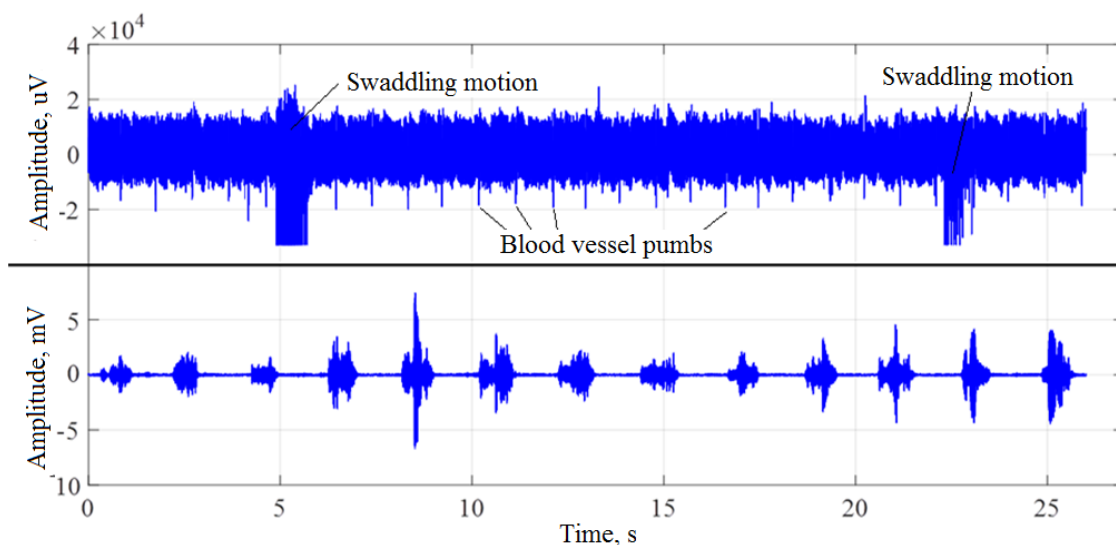 ×10⁴
4
2
0
-2
Amplitude, uV
Swaddling motion
Swaddling motion
Blood vessel pumbs
5
0
-5
-10
Amplitude, mV
0 5 10 15 20 25
Time, s